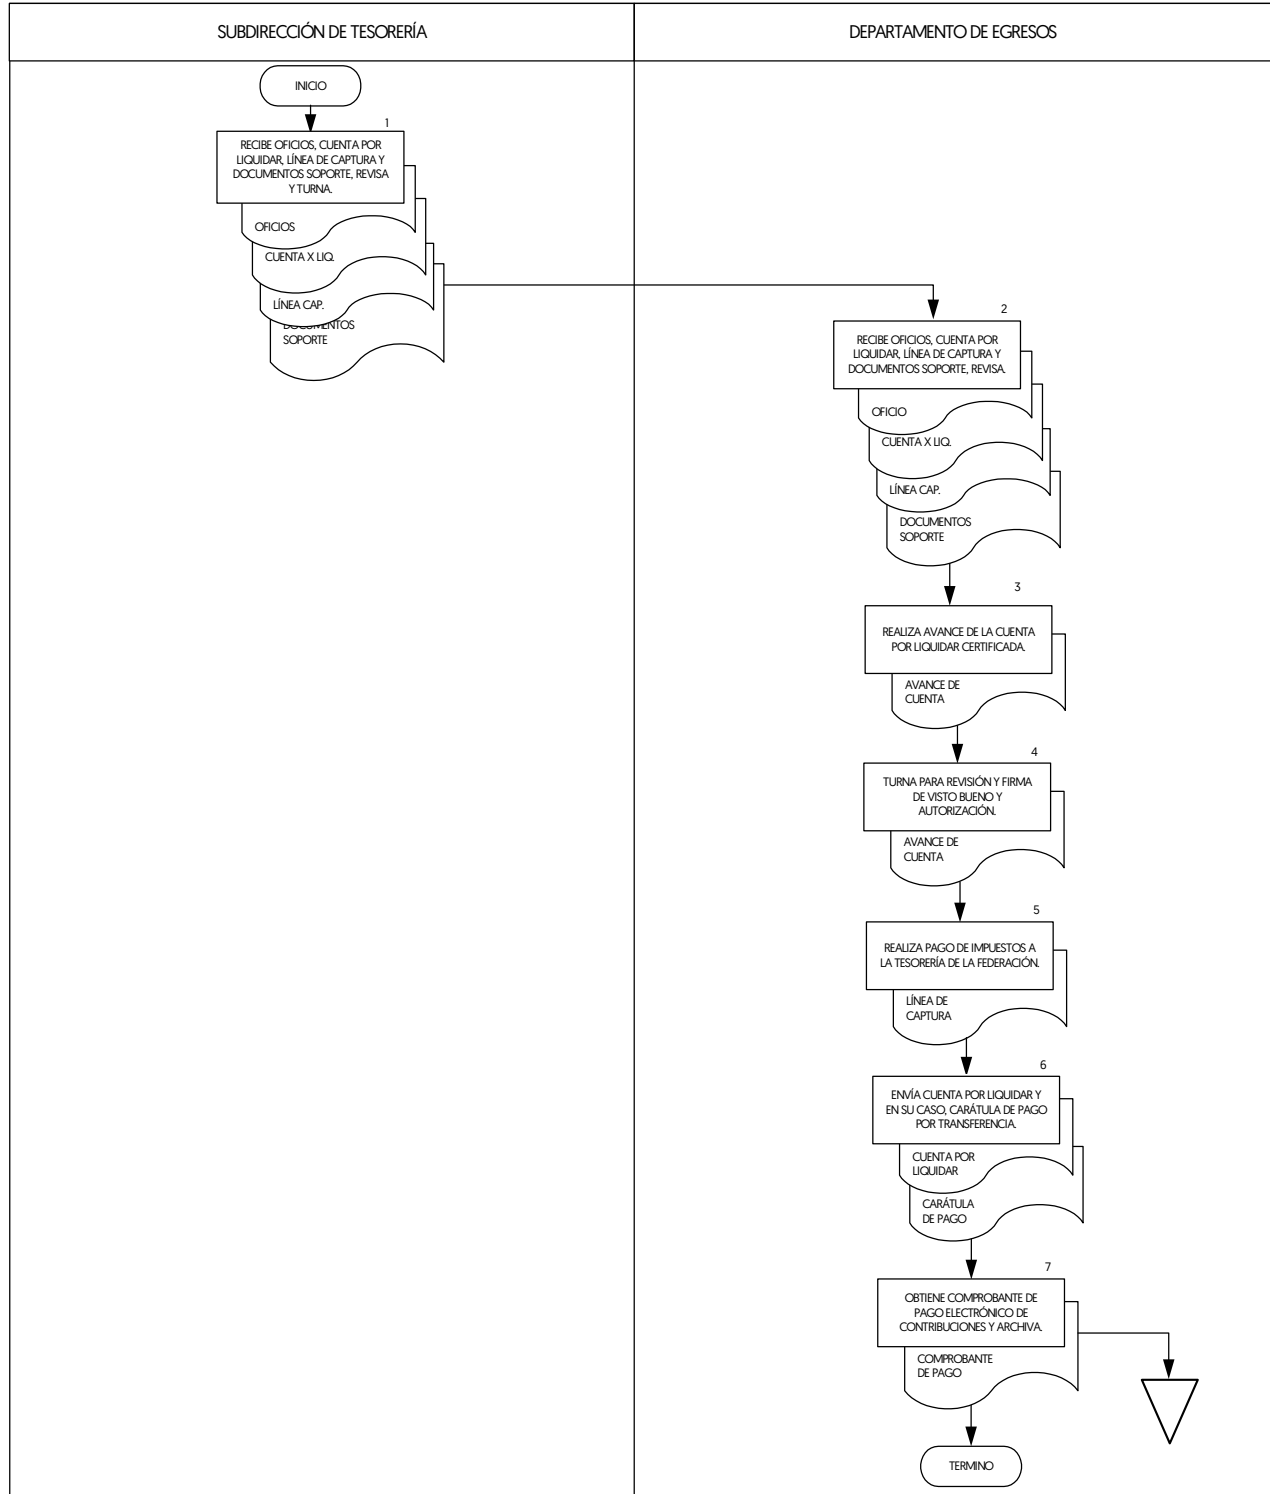 SUBDIRECCIÓN DE TESORERÍA
DEPARTAMENTO DE EGRESOS
INICIO
1
RECIBE OFICIOS, CUENTA POR
LIQUIDAR, LÍNEA DE CAPTURA Y
DOCUMENTOS SOPORTE, REVISA
Y TURNA.
OFICIOS
CUENTA X LIQ.
LÍNEA CAP.
DOCUMENTOS
SOPORTE
2
RECIBE OFICIOS, CUENTA POR
LIQUIDAR, LÍNEA DE CAPTURA Y
DOCUMENTOS SOPORTE, REVISA.
OFICIO
CUENTA X LIQ.
LÍNEA CAP.
DOCUMENTOS
SOPORTE
3
REALIZA AVANCE DE LA CUENTA
POR LIQUIDAR CERTIFICADA.
AVANCE DE
CUENTA
4
TURNA PARA REVISIÓN Y FIRMA
DE VISTO BUENO Y
AUTORIZACIÓN.
AVANCE DE
CUENTA
5
REALIZA PAGO DE IMPUESTOS A
LA TESORERÍA DE LA FEDERACIÓN.
LÍNEA DE
CAPTURA
6
ENVÍA CUENTA POR LIQUIDAR Y
EN SU CASO, CARÁTULA DE PAGO
POR TRANSFERENCIA.
CUENTA POR
LIQUIDAR
CARÁTULA
DE PAGO
7
OBTIENE COMPROBANTE DE
PAGO ELECTRÓNICO DE
CONTRIBUCIONES Y ARCHIVA.
COMPROBANTE
DE PAGO
TERMINO